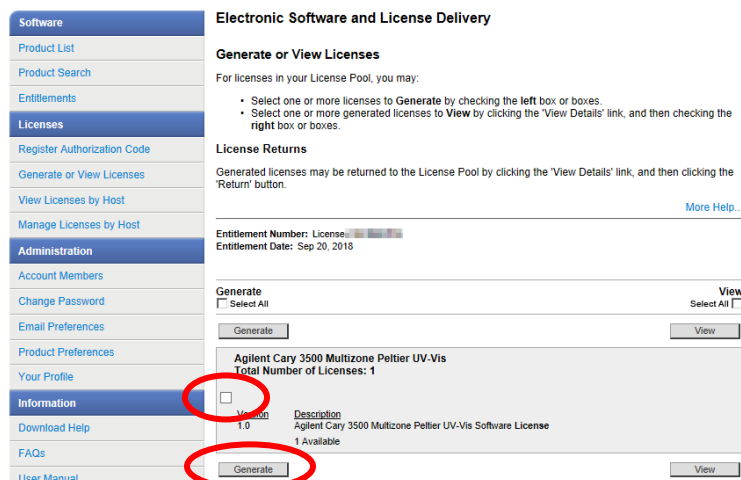 Software
Product List
Product Search
Entitlements
Licenses
Register Authorization Code
Generate or View Licenses
View Licenses by Host
Manage Licenses by Host
Administration
Account Members
Change Password
Email Preferences
Product Preferences
Your Profile
Information
Download Help
FAQs
User Manual
Electronic Software and License Delivery
Generate or View Licenses
For licenses in your License Pool, you may:
• Select one or more licenses to Generate by checking the left box or boxes.
• Select one or more generated licenses to View by clicking the 'View Details' link, and then checking the
right box or boxes.
License Returns
Generated licenses may be returned to the License Pool by clicking the 'View Details' link, and then clicking the
'Return' button.
More Help..
Entitlement Number: License
Entitlement Date: Sep 20, 2018
Generate View
Select All Select All
Generate View
Agilent Cary 3500 Multizone Peltier UV-Vis
Total Number of Licenses: 1
Version Description
1.0 Agilent Cary 3500 Multizone Peltier UV-Vis Software License
1 Available
Generate View